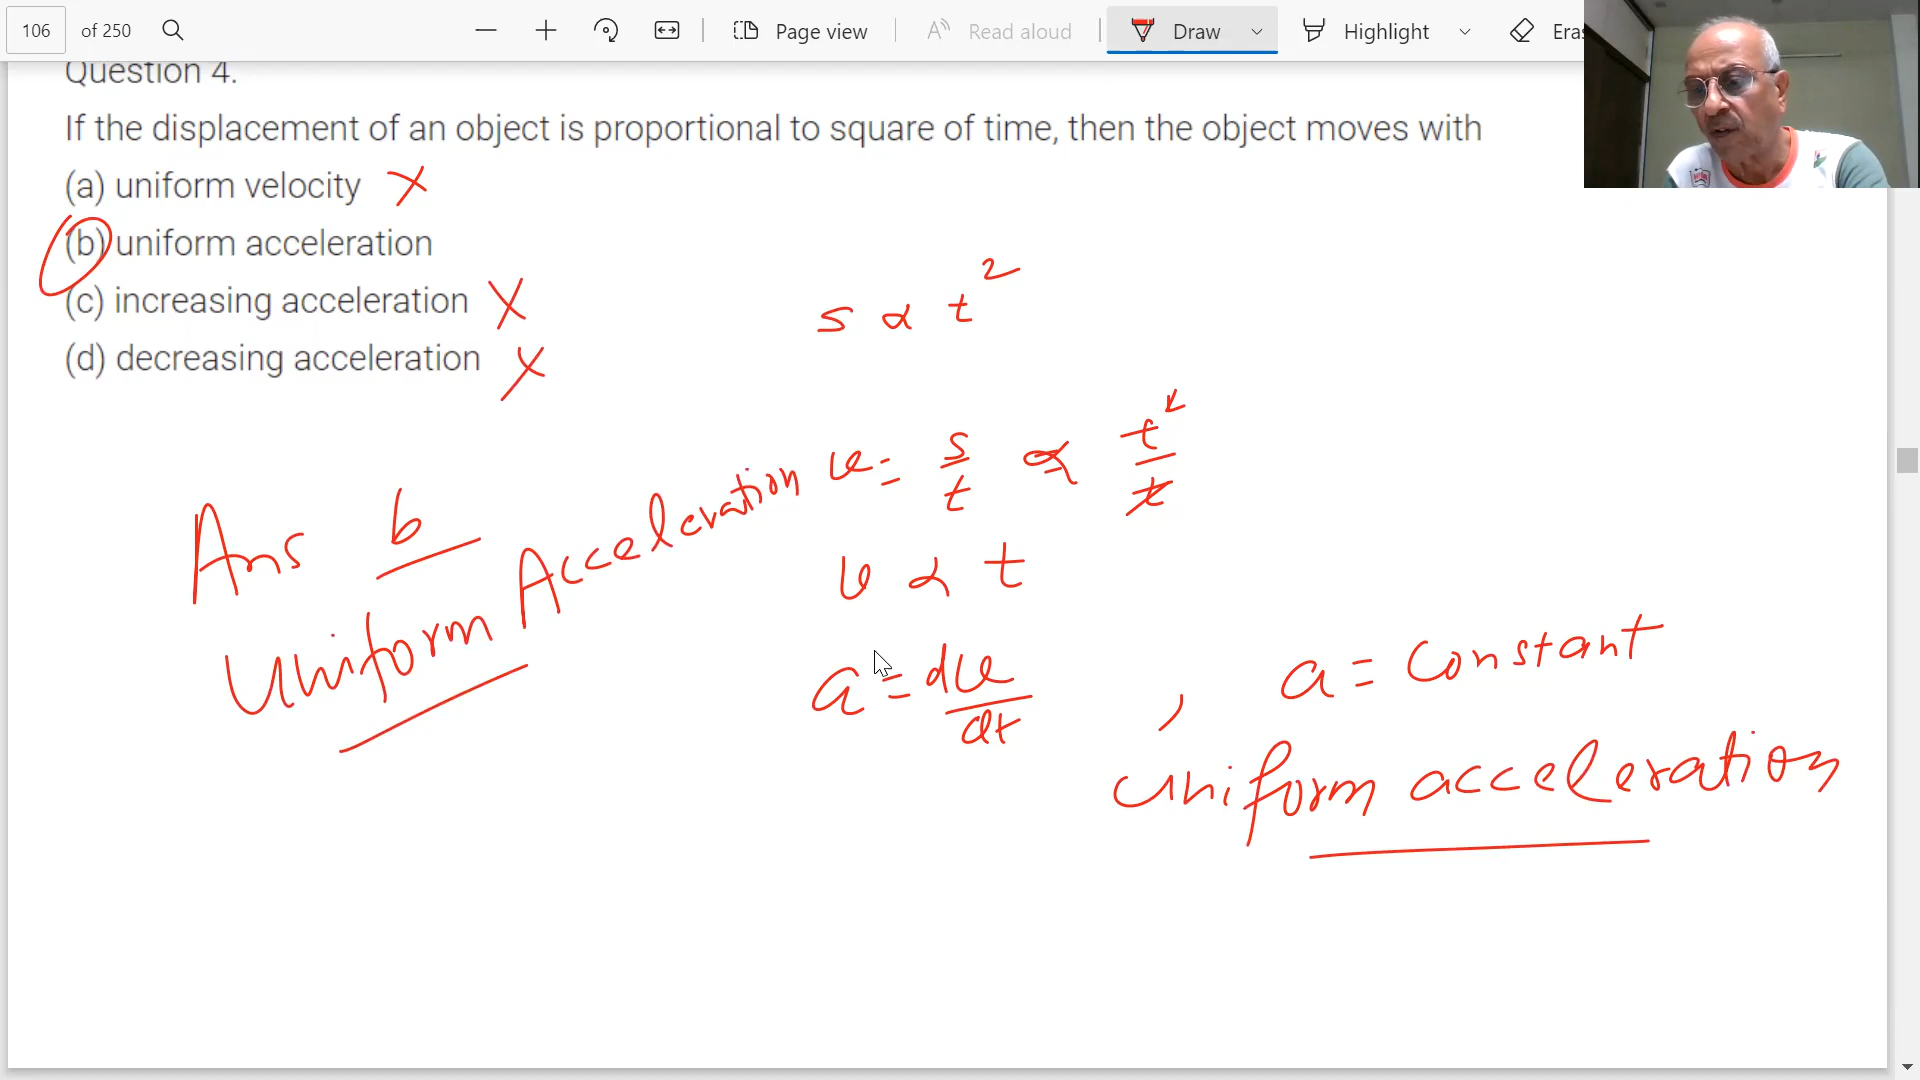 106 of 250 Page view Read aloud Draw Highlight Eras
Question 4.
If the displacement of an object is proportional to square of time, then the object moves with
(a) uniform velocity X
(b) uniform acceleration
(c) increasing acceleration X
(d) decreasing acceleration X
s ∝ t²
v = s/t ∝ t²/t
v ∝ t
a = dv/dt , a = constant
uniform acceleration
Ans b
Uniform Acceleration